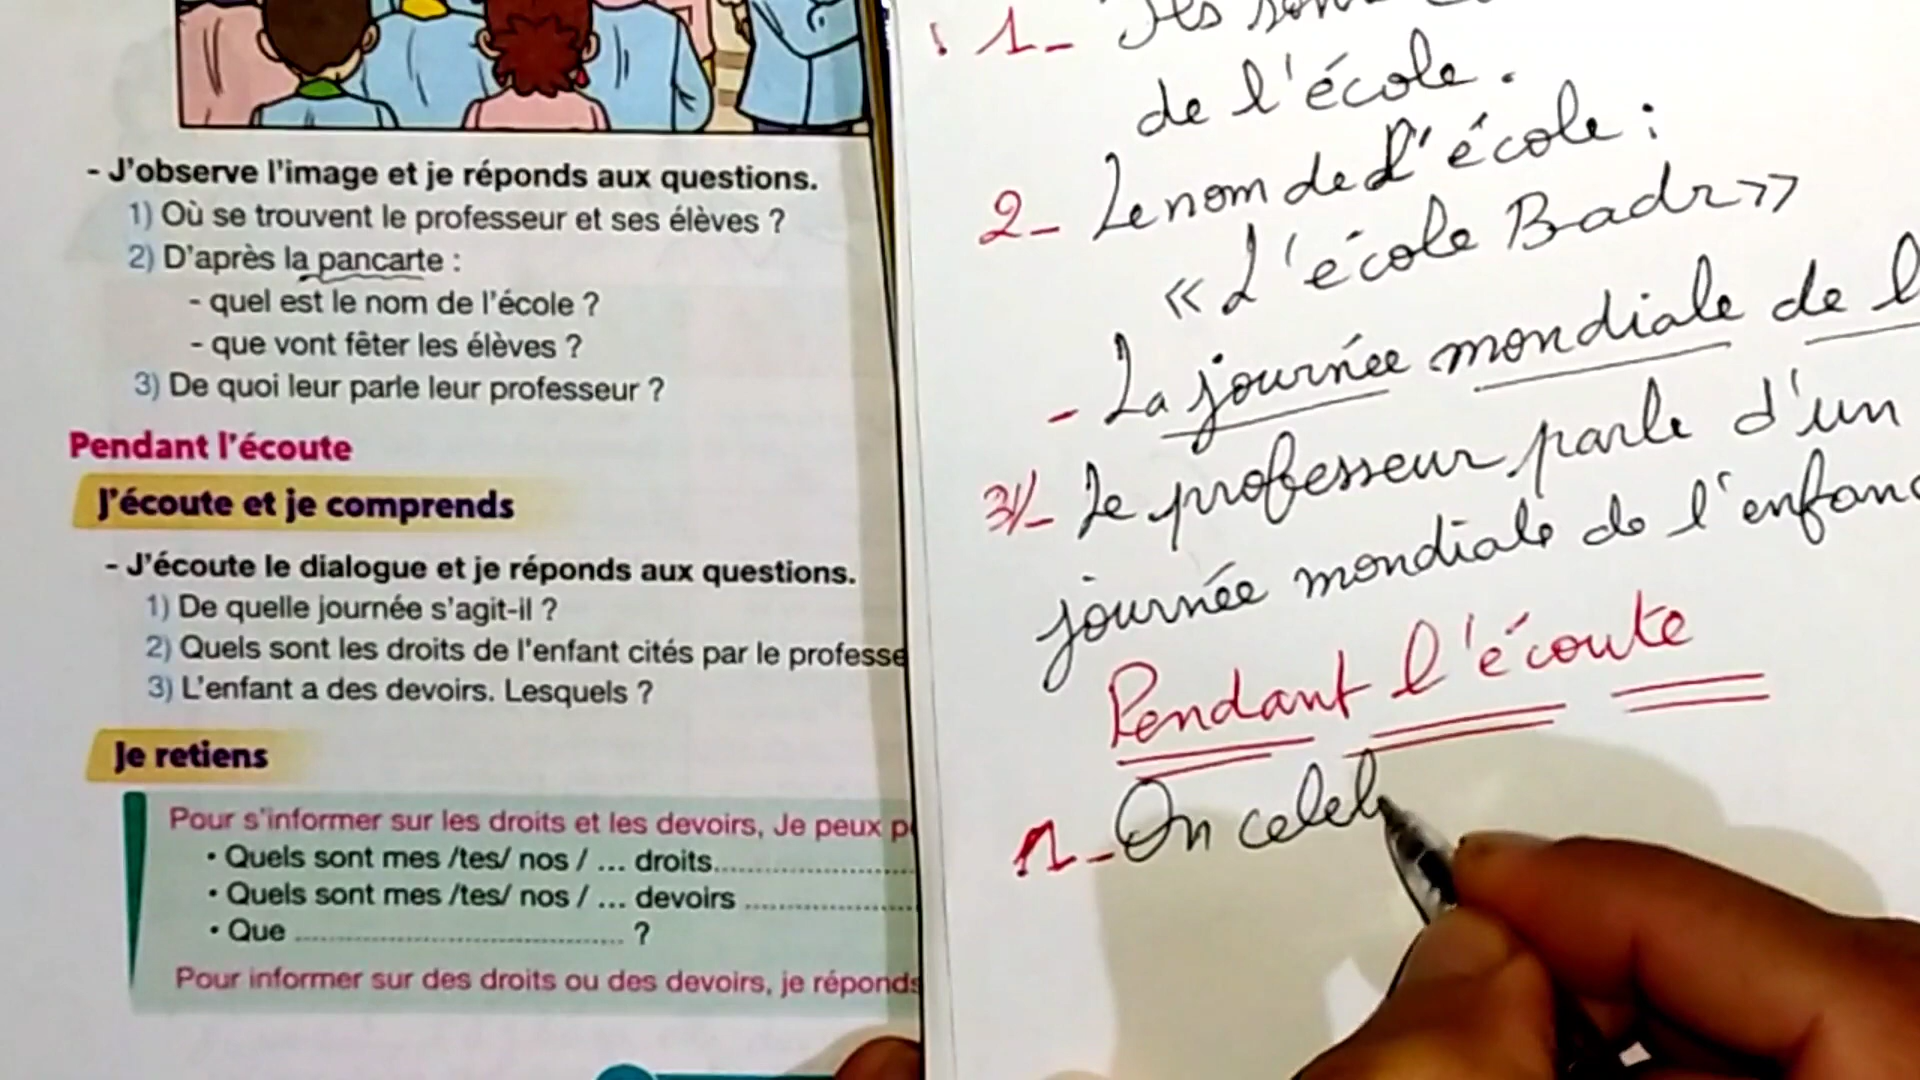 - J'observe l'image et je réponds aux questions.
1) Où se trouvent le professeur et ses élèves ?
2) D'après la pancarte :
- quel est le nom de l'école ?
- que vont fêter les élèves ?
3) De quoi leur parle leur professeur ?
Pendant l'écoute
J'écoute et je comprends
- J'écoute le dialogue et je réponds aux questions.
1) De quelle journée s'agit-il ?
2) Quels sont les droits de l'enfant cités par le professe
3) L'enfant a des devoirs. Lesquels ?
Je retiens
Pour s'informer sur les droits et les devoirs, Je peux p
• Quels sont mes /tes/ nos / ... droits....................
• Quels sont mes /tes/ nos / ... devoirs ....................
• Que ........................................ ?
Pour informer sur des droits ou des devoirs, je réponds
1- Ils sont
de l'école.
2- Le nom de l'école :
« L'école Badr »
- La journée mondiale de l
3/- Le professeur parle d'un
journée mondiale de l'enfan
Pendant l'écoute
1- On celeb